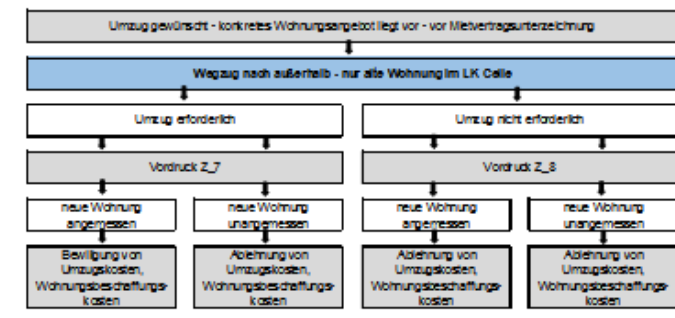 Umzug gewünscht - konkretes Wohnungsangebot liegt vor - vor Mietvertragsunterzeichnung
Wegzug nach außerhalb - nur alte Wohnung im LK Celle
Umzug erforderlich
Umzug nicht erforderlich
Vordruck Z_7
Vordruck Z_8
neue Wohnung
angemessen
neue Wohnung
unangemessen
neue Wohnung
angemessen
neue Wohnung
unangemessen
Bewilligung von
Umzugskosten,
Wohnungsbeschaffungs-
kosten
Ablehnung von
Umzugskosten,
Wohnungsbeschaffungs-
kosten
Ablehnung von
Umzugskosten,
Wohnungsbeschaffungs-
kosten
Ablehnung von
Umzugskosten,
Wohnungsbeschaffungs-
kosten